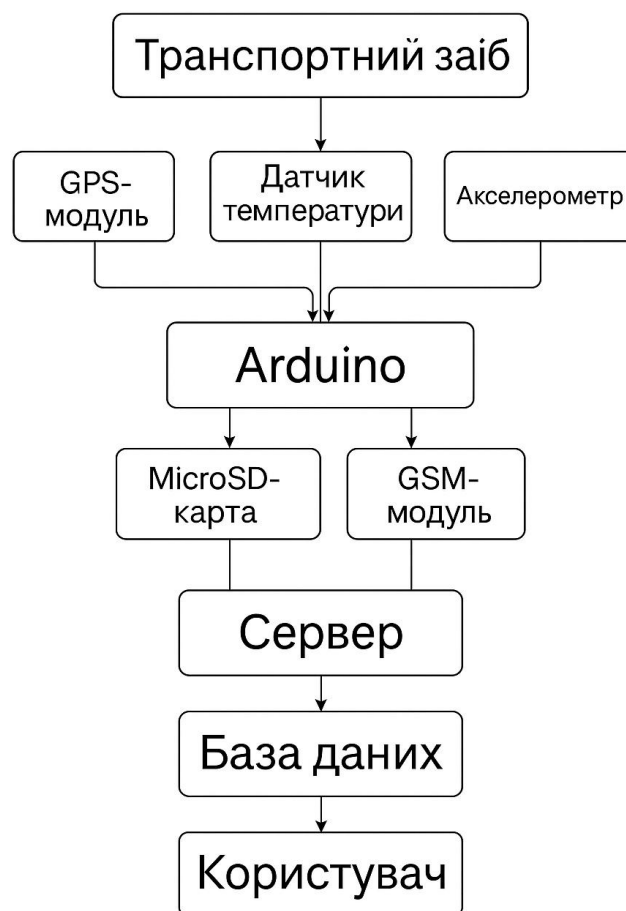 Транспортний заіб
GPS-
модуль
Датчик
температури
Акселерометр
Arduino
MicroSD-
карта
GSM-
модуль
Сервер
База даних
Користувач